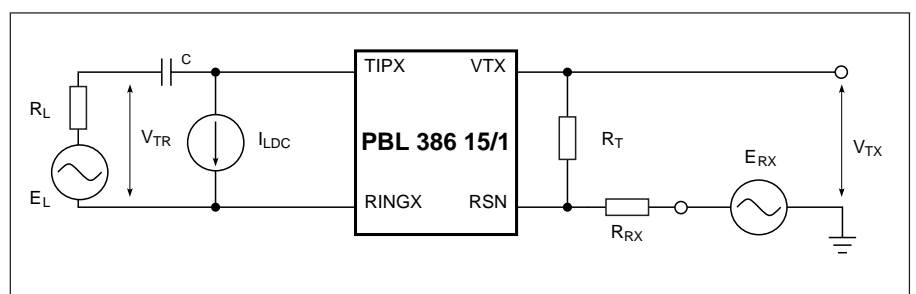 C
TIPX VTX
RL
VTR
ILDC
PBL 386 15/1
RT
ERX
VTX
EL
RINGX RSN
RRX